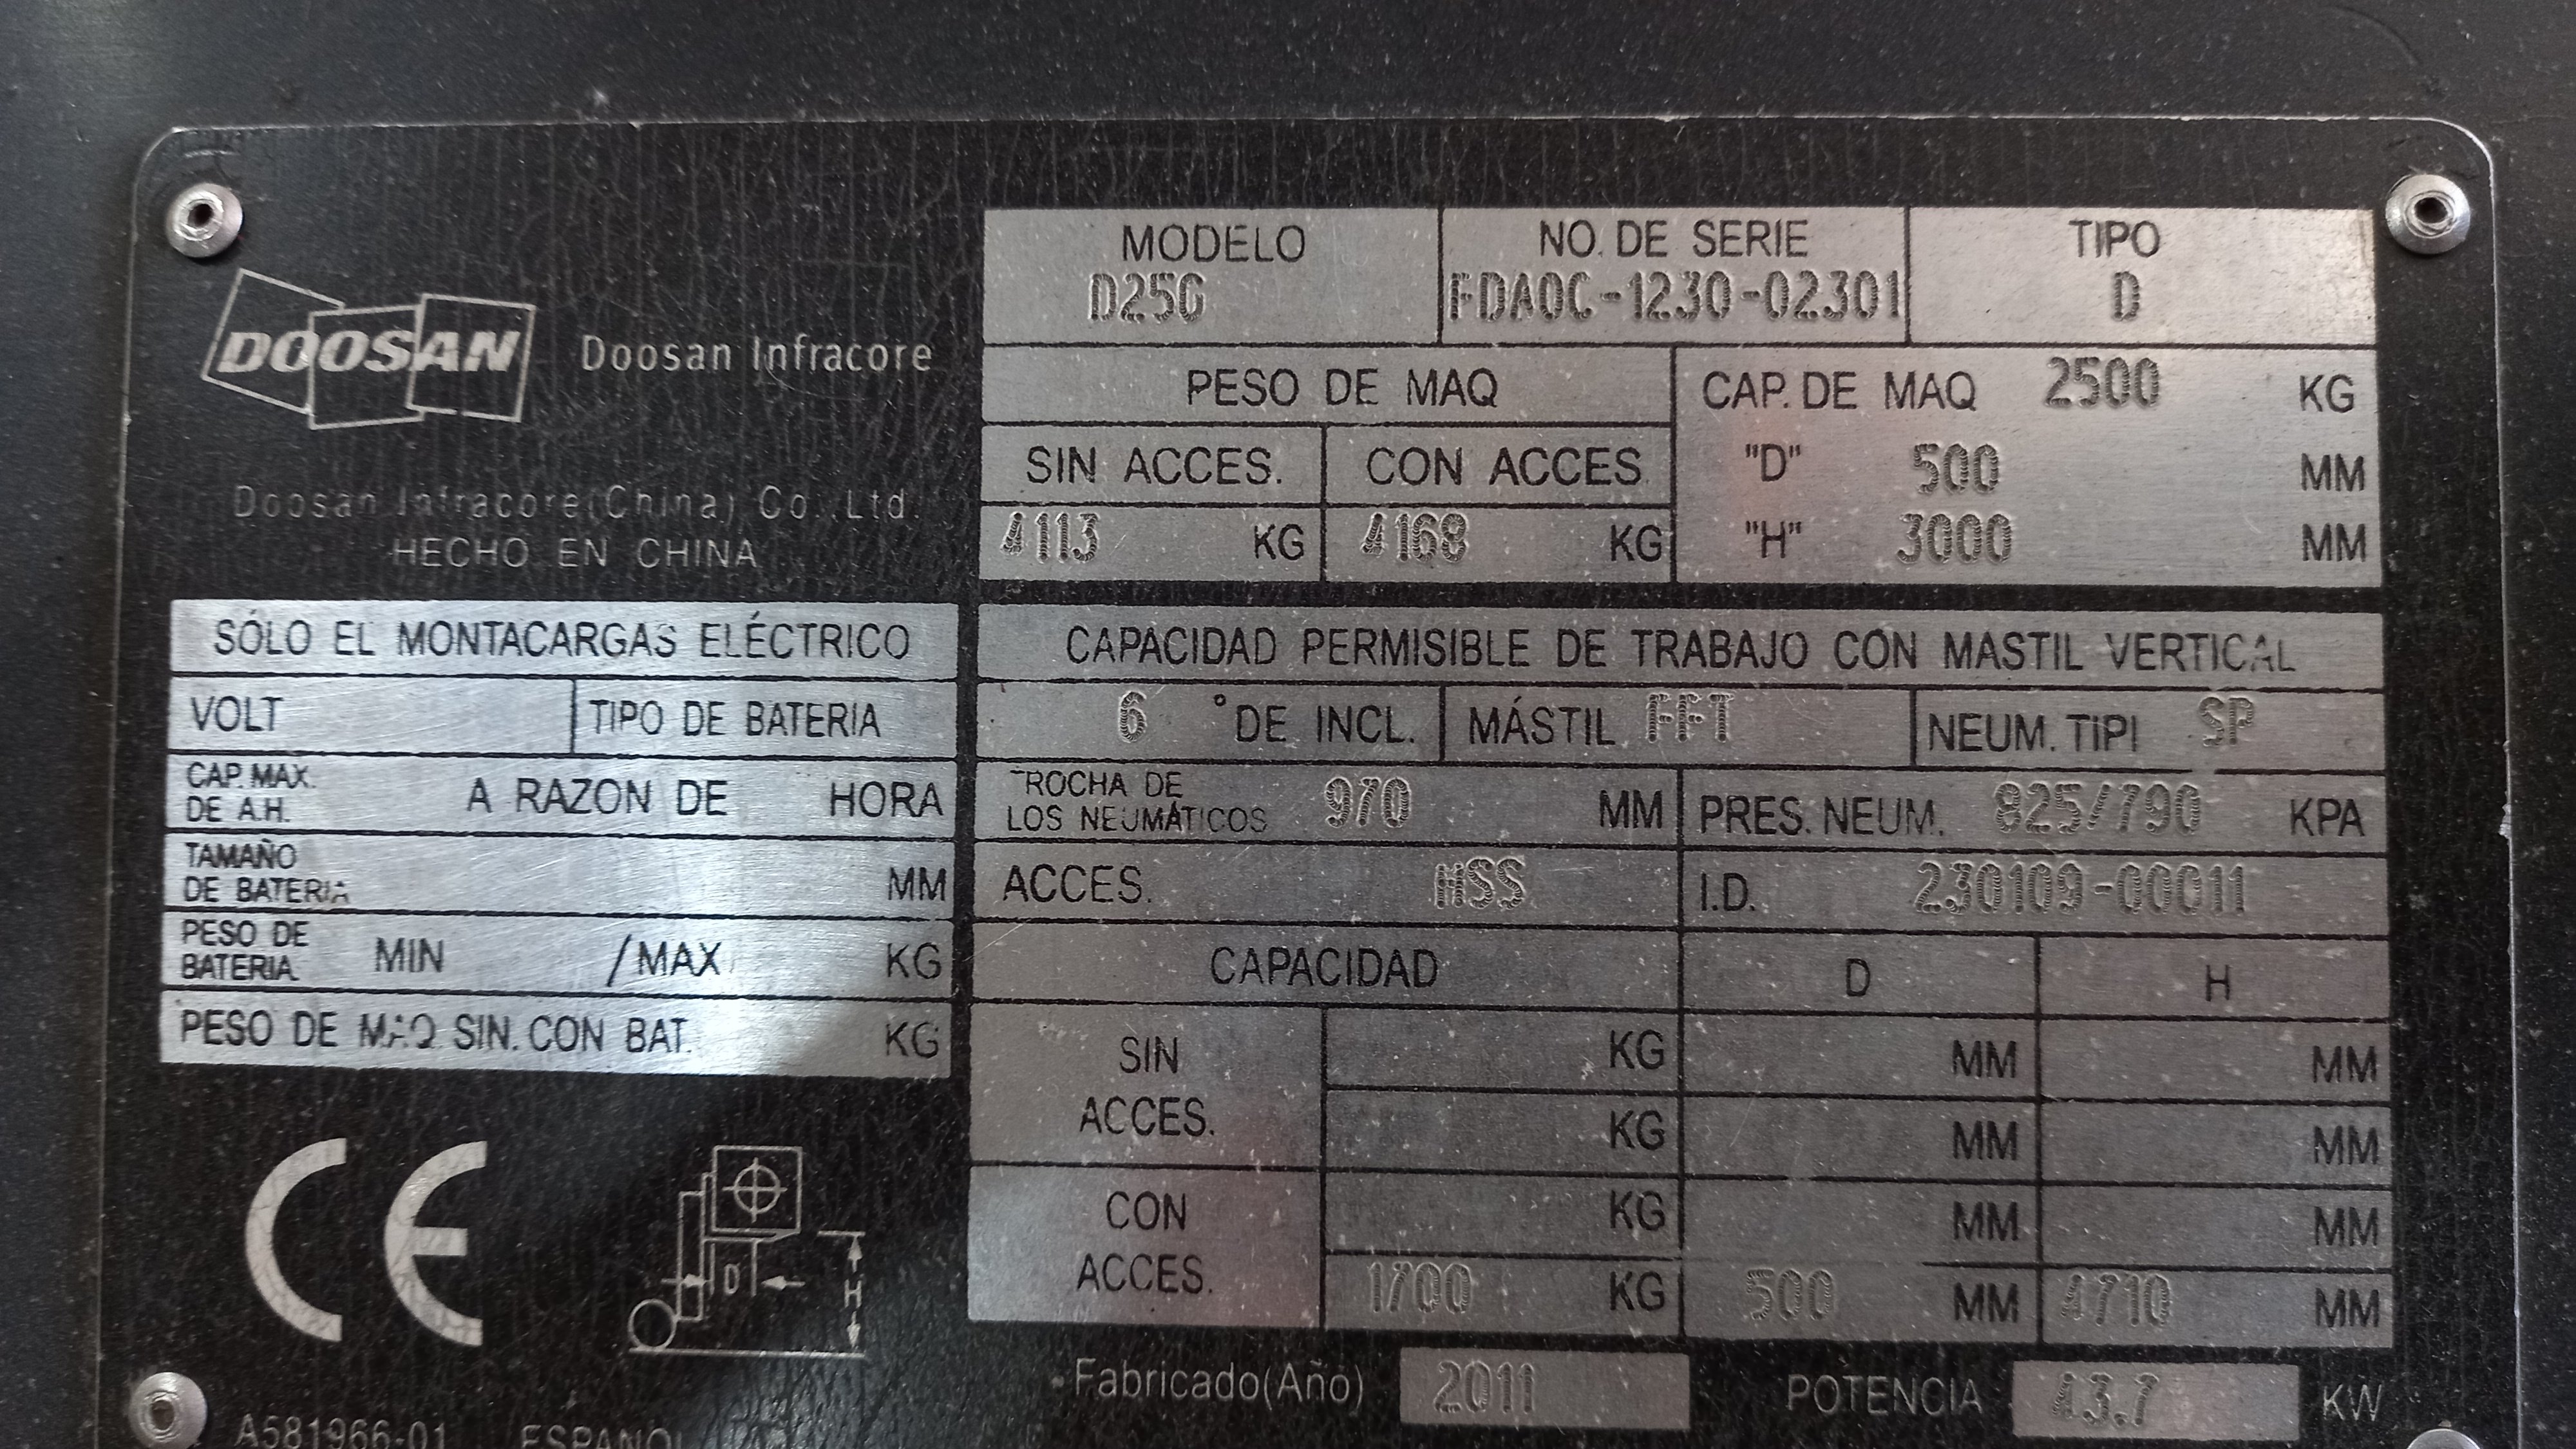 MODELO NO. DE SERIE TIPO
D25G FDA0C-1230-02301 D
DOOSAN Doosan Infracore
PESO DE MAQ CAP. DE MAQ 2500 KG
SIN ACCES. CON ACCES "D" 500 MM
4113 KG 4168 KG "H" 3000 MM
Doosan Infracore(China) Co.,Ltd.
HECHO EN CHINA
SÓLO EL MONTACARGAS ELÉCTRICO
VOLT TIPO DE BATERIA
CAP. MAX.
DE A.H. A RAZON DE HORA
TAMAÑO
DE BATERIA MM
PESO DE
BATERIA MIN /MAX KG
PESO DE MAQ SIN. CON BAT. KG
CAPACIDAD PERMISIBLE DE TRABAJO CON MASTIL VERTICAL
6 °DE INCL. MÁSTIL FFT NEUM. TIPI SP
TROCHA DE
LOS NEUMÁTICOS 970 MM PRES. NEUM. 825/790 KPA
ACCES. HSS I.D. 230109-00011
CAPACIDAD D H
SIN
ACCES.
KG MM MM
KG MM MM
CON
ACCES.
KG MM MM
1700 KG 500 MM 4710 MM
CE
D
H
Fabricado(Año) 2011 POTENCIA 43.7 KW
A581966-01 ESPAÑOL